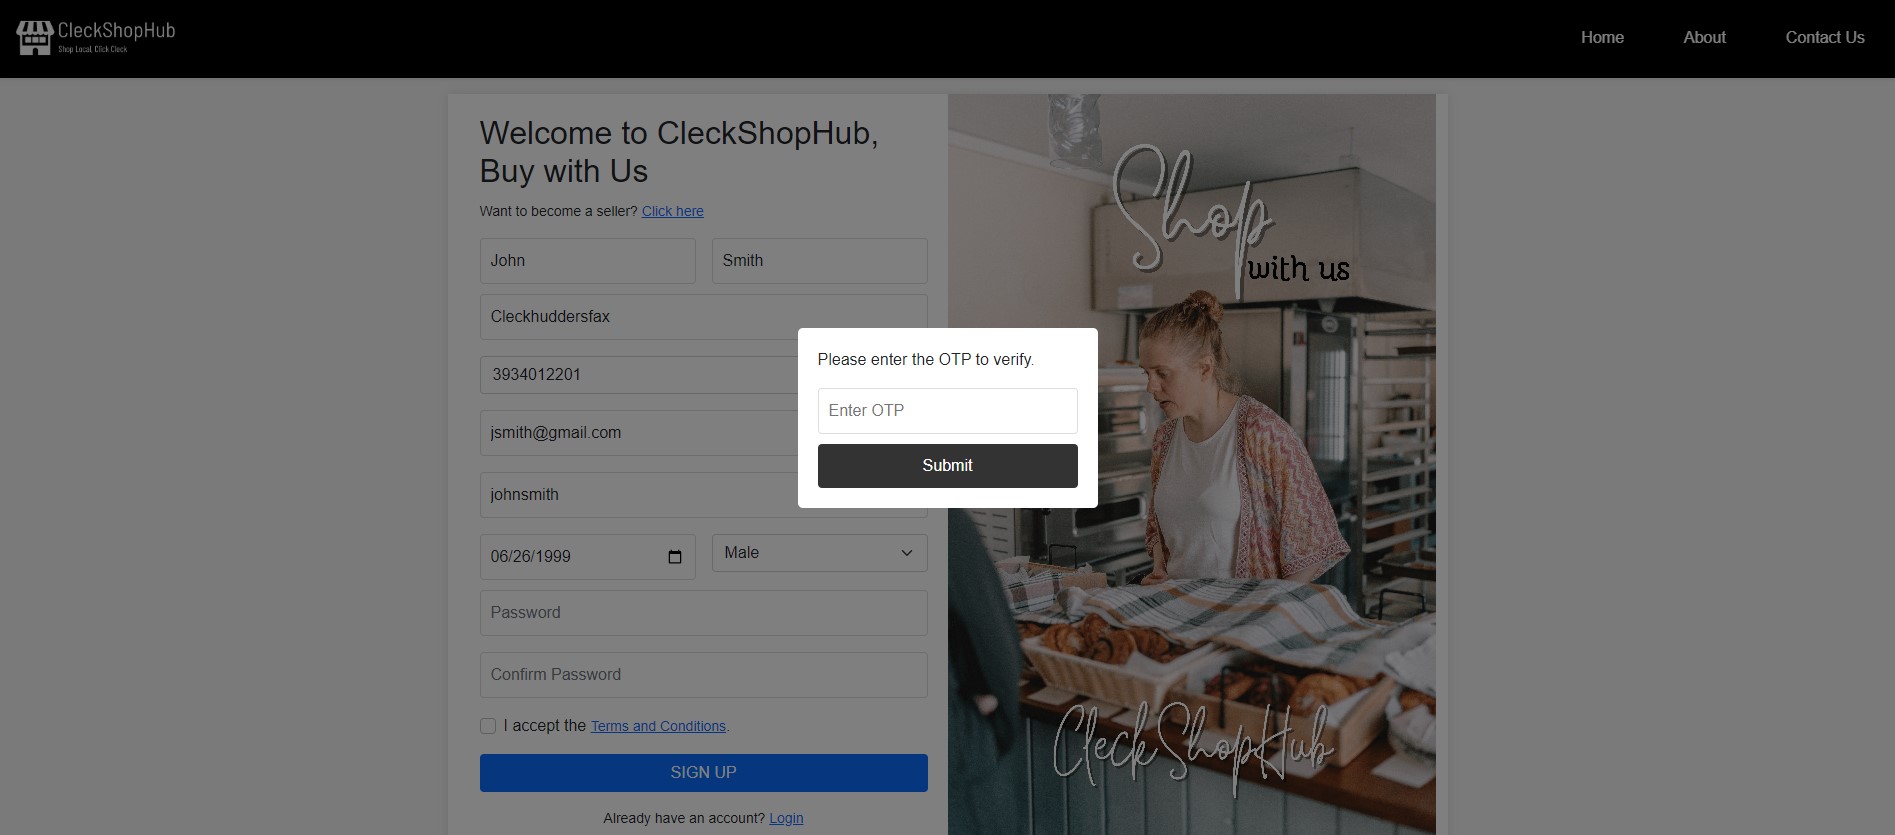 CleckShopHub
Shop Local, Click Cleck
Home
About
Contact Us
Welcome to CleckShopHub,
Buy with Us
Want to become a seller? Click here
John
Smith
Cleckhuddersfax
3934012201
jsmith@gmail.com
johnsmith
06/26/1999
Male
Password
Confirm Password
I accept the Terms and Conditions.
SIGN UP
Already have an account? Login
Please enter the OTP to verify.
Enter OTP
Submit
Shop
with us
CleckShopHub